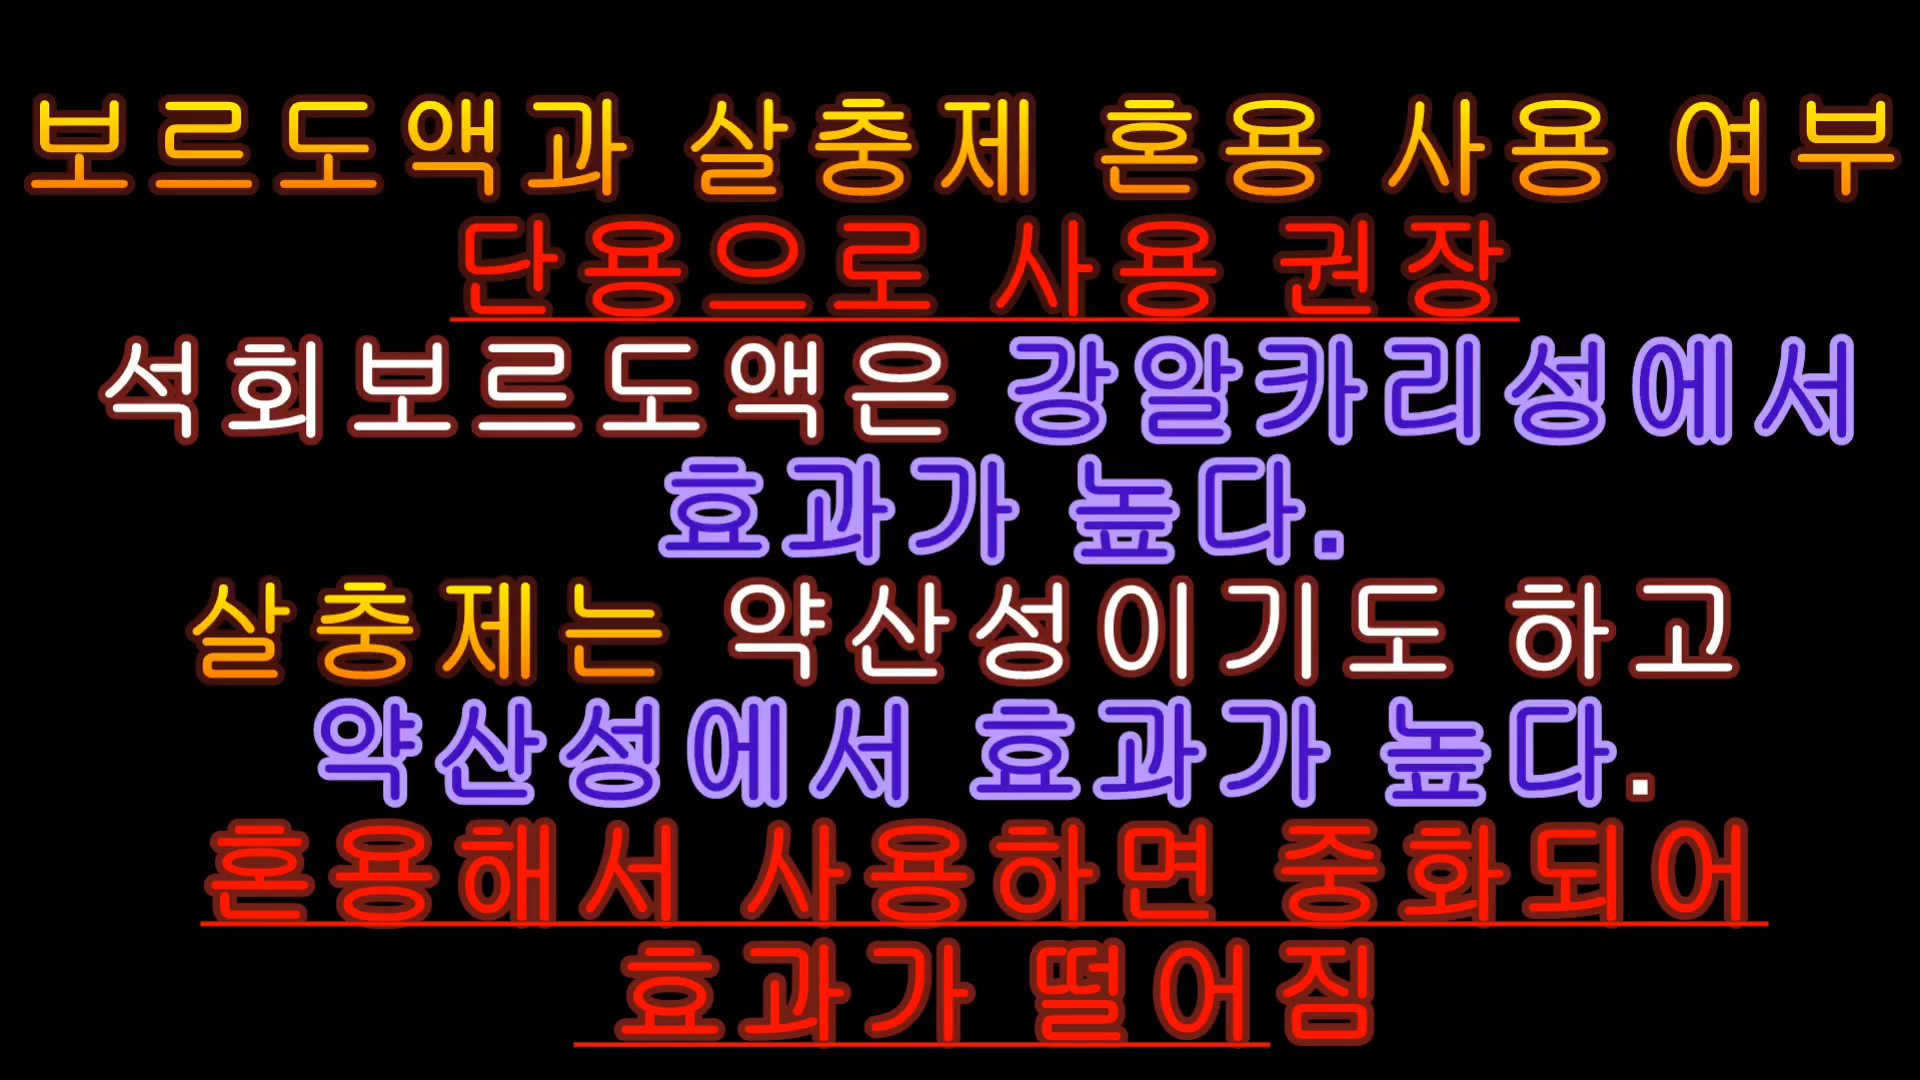 보르도액과 살충제 혼용 사용 여부
단용으로 사용 권장
석회보르도액은 강알카리성에서
효과가 높다.
살충제는 약산성이기도 하고
약산성에서 효과가 높다.
혼용해서 사용하면 중화되어
효과가 떨어짐